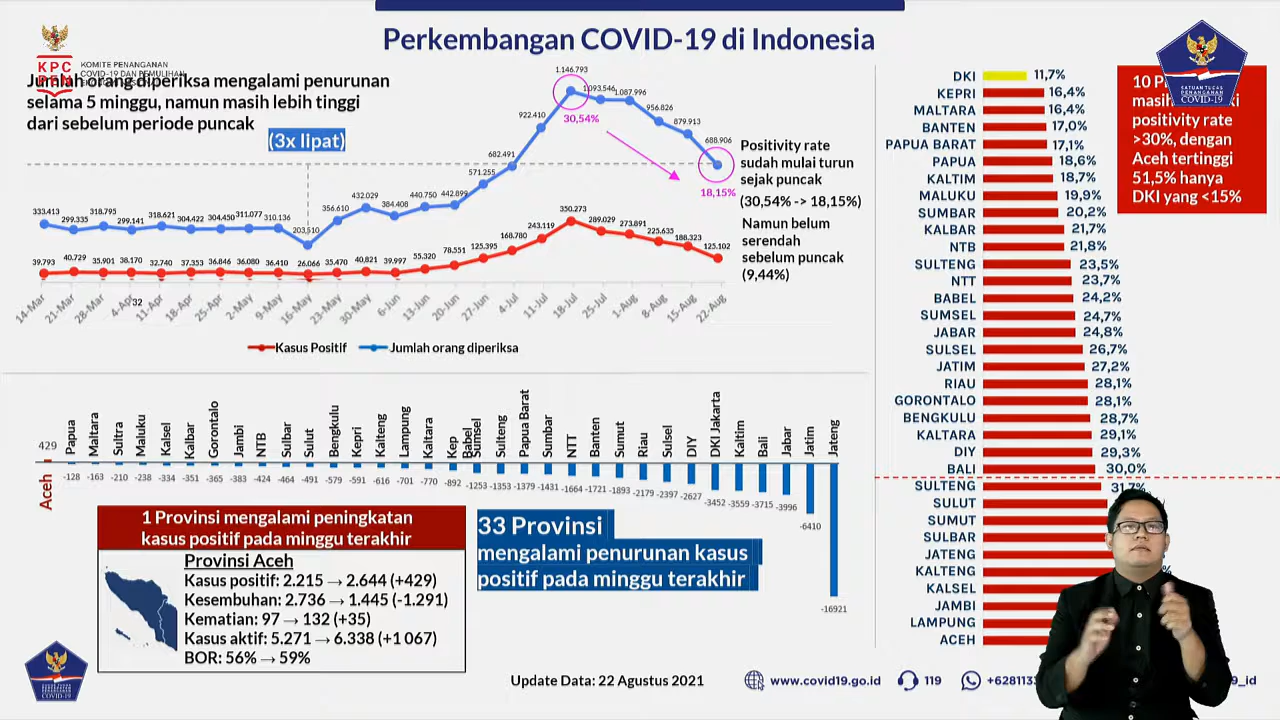 Perkembangan COVID-19 di Indonesia
KPC
PEN
KOMITE PENANGANAN
COVID-19 DAN PEMULIHAN
Jumlah orang diperiksa mengalami penurunan
selama 5 minggu, namun masih lebih tinggi
dari sebelum periode puncak
(3x lipat)
1.146.793
1.093.546
1.087.996
956.826
922.410
879.913
688.906
682.491
571.255
30,54%
18,15%
333.413
299.335
318.795
299.141
318.621
304.422
304.450
311.077
310.136
203.510
356.610
432.029
384.408
440.750
442.899
350.273
289.029
273.891
243.119
225.635
188.323
168.780
125.395
125.102
39.793
40.729
35.901
38.170
32.740
37.353
36.846
36.080
36.410
26.066
35.470
40.821
39.997
55.320
78.551
14-Mar
21-Mar
28-Mar
4-Apr
32
11-Apr
18-Apr
25-Apr
2-May
9-May
16-May
23-May
30-May
6-Jun
13-Jun
20-Jun
27-Jun
4-Jul
11-Jul
18-Jul
25-Jul
1-Aug
8-Aug
15-Aug
22-Aug
Kasus Positif
Jumlah orang diperiksa
Positivity rate
sudah mulai turun
sejak puncak
(30,54% -> 18,15%)
Namun belum
serendah
sebelum puncak
(9,44%)
429
Aceh
Papua
Maltara
Sultra
Maluku
Kalsel
Kalbar
Gorontalo
Jambi
NTB
Sulbar
Sulut
Bengkulu
Kepri
Kalteng
Lampung
Kaltara
Kep
Babel
Sumsel
Sulteng
Papua Barat
Sumbar
NTT
Banten
Sumut
Riau
Sulsel
DIY
DKI Jakarta
Kaltim
Bali
Jabar
Jatim
Jateng
-128
-163
-210
-238
-334
-351
-365
-383
-424
-464
-491
-579
-591
-616
-701
-770
-892
-1253
-1353
-1379
-1431
-1664
-1721
-1893
-2179
-2397
-2627
-3452
-3559
-3715
-3996
-6410
-16921
1 Provinsi mengalami peningkatan
kasus positif pada minggu terakhir
Provinsi Aceh
Kasus positif: 2.215 → 2.644 (+429)
Kesembuhan: 2.736 → 1.445 (-1.291)
Kematian: 97 → 132 (+35)
Kasus aktif: 5.271 → 6.338 (+1 067)
BOR: 56% → 59%
33 Provinsi
mengalami penurunan kasus
positif pada minggu terakhir
DKI 11,7%
KEPRI 16,4%
MALTARA 16,4%
BANTEN 17,0%
PAPUA BARAT 17,1%
PAPUA 18,6%
KALTIM 18,7%
MALUKU 19,9%
SUMBAR 20,2%
KALBAR 21,7%
NTB 21,8%
SULTENG 23,5%
NTT 23,7%
BABEL 24,2%
SUMSEL 24,7%
JABAR 24,8%
SULSEL 26,7%
JATIM 27,2%
RIAU 28,1%
GORONTALO 28,1%
BENGKULU 28,7%
KALTARA 29,1%
DIY 29,3%
BALI 30,0%
SULTENG 31,7%
SULUT
SUMUT
SULBAR
JATENG
KALTENG
KALSEL
JAMBI
LAMPUNG
ACEH
10
masih
positivity rate
>30%, dengan
Aceh tertinggi
51,5% hanya
DKI yang <15%
SATUAN TUGAS
PENANGANAN
COVID-19
COVID-19
Update Data: 22 Agustus 2021
www.covid19.go.id
119
+628113
9_id